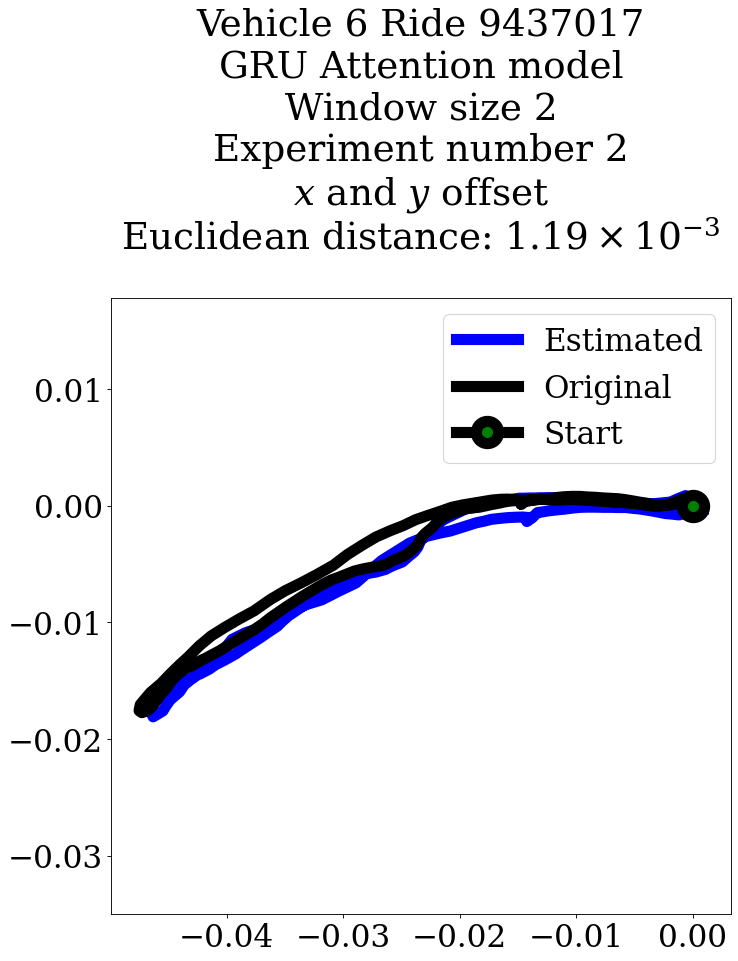 Vehicle 6 Ride 9437017
GRU Attention model
Window size 2
Experiment number 2
x and y offset
Euclidean distance: 1.19 × 10⁻³
Estimated
Original
Start
0.01
0.00
−0.01
−0.02
−0.03
−0.04 −0.03 −0.02 −0.01 0.00